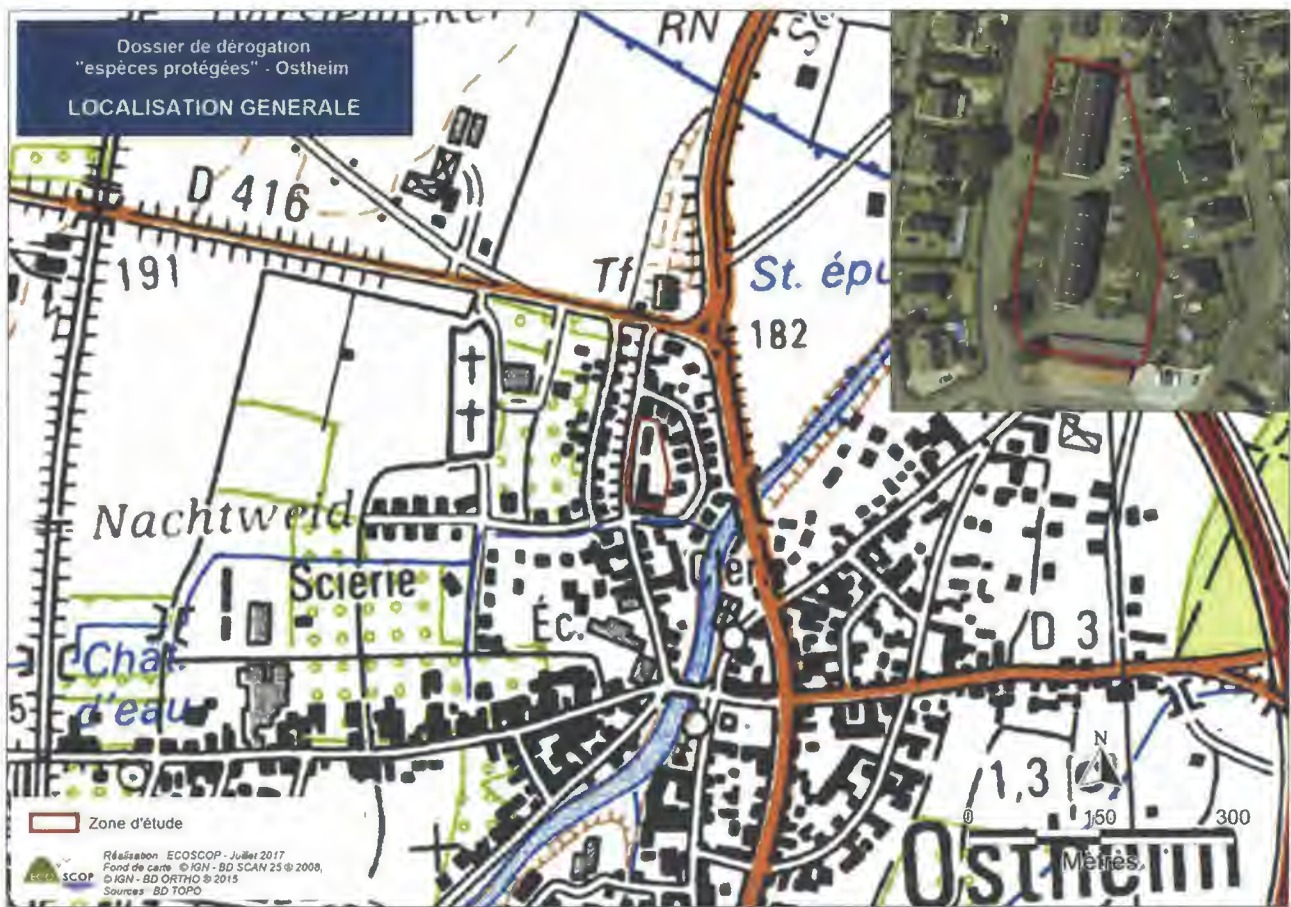 Dossier de dérogation
"espèces protégées" - Ostheim
LOCALISATION GENERALE
RN
D 416
191
Tf
St. épu
182
Nachtweid
Scierie
Éc.
D 3
Chat.
d'eau
5
1,3
N
0 150 300
Mètres
Ostheim
Zone d'étude
ECO SCOP
Réalisation ECOSCOP - Juillet 2017
Fond de carte © IGN - BD SCAN 25 ® 2008,
© IGN - BD ORTHO ® 2015
Sources BD TOPO